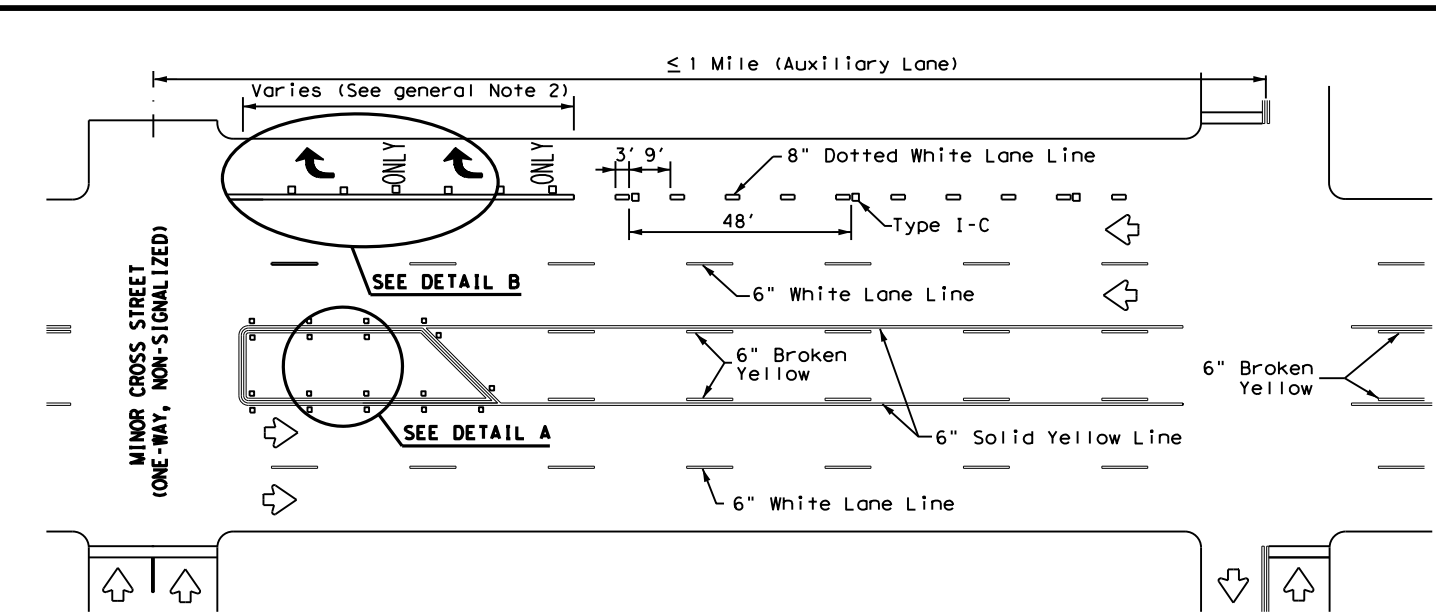 ≤ 1 Mile (Auxiliary Lane)
Varies (See general Note 2)
ONLY
ONLY
3' 9'
8" Dotted White Lane Line
48'
Type I-C
SEE DETAIL B
6" White Lane Line
MINOR CROSS STREET
(ONE-WAY, NON-SIGNALIZED)
6" Broken
Yellow
6" Broken
Yellow
SEE DETAIL A
6" Solid Yellow Line
6" White Lane Line